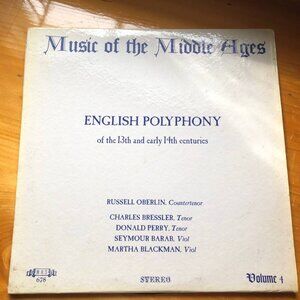 Music of the Middle Ages
ENGLISH POLYPHONY
of the 13th and early 14th centuries
RUSSELL OBERLIN, Countertenor
CHARLES BRESSLER, Tenor
DONALD PERRY, Tenor
SEYMOUR BARAB, Viol
MARTHA BLACKMAN, Viol
678
STEREO
Volume 4